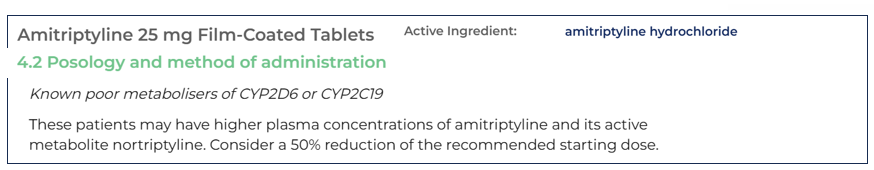 Amitriptyline 25 mg Film-Coated Tablets Active Ingredient: amitriptyline hydrochloride
4.2 Posology and method of administration
Known poor metabolisers of CYP2D6 or CYP2C19
These patients may have higher plasma concentrations of amitriptyline and its active
metabolite nortriptyline. Consider a 50% reduction of the recommended starting dose.